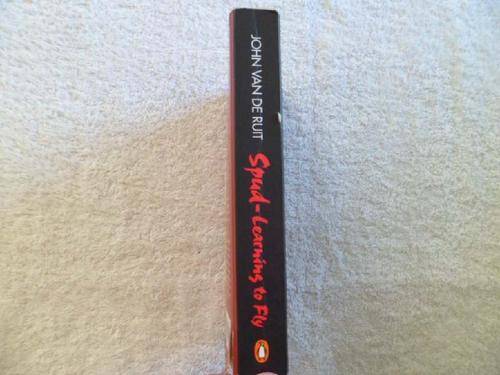 JOHN VAN DE RUIT
Spud-Learning to Fly